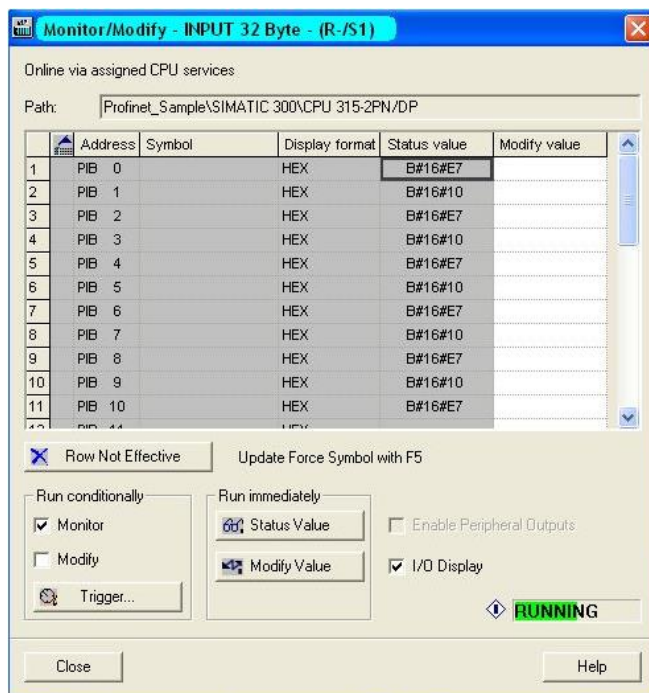 Monitor/Modify - INPUT 32 Byte - (R-/S1)
Online via assigned CPU services
Path: Profinet_Sample\SIMATIC 300\CPU 315-2PN/DP
Address Symbol Display format Status value Modify value
1 PIB 0 HEX B#16#E7
2 PIB 1 HEX B#16#10
3 PIB 2 HEX B#16#E7
4 PIB 3 HEX B#16#10
5 PIB 4 HEX B#16#E7
6 PIB 5 HEX B#16#10
7 PIB 6 HEX B#16#E7
8 PIB 7 HEX B#16#10
9 PIB 8 HEX B#16#E7
10 PIB 9 HEX B#16#10
11 PIB 10 HEX B#16#E7
Row Not Effective Update Force Symbol with F5
Run conditionally Run immediately
Monitor Status Value Enable Peripheral Outputs
Modify Modify Value I/O Display
Trigger... RUNNING
Close Help